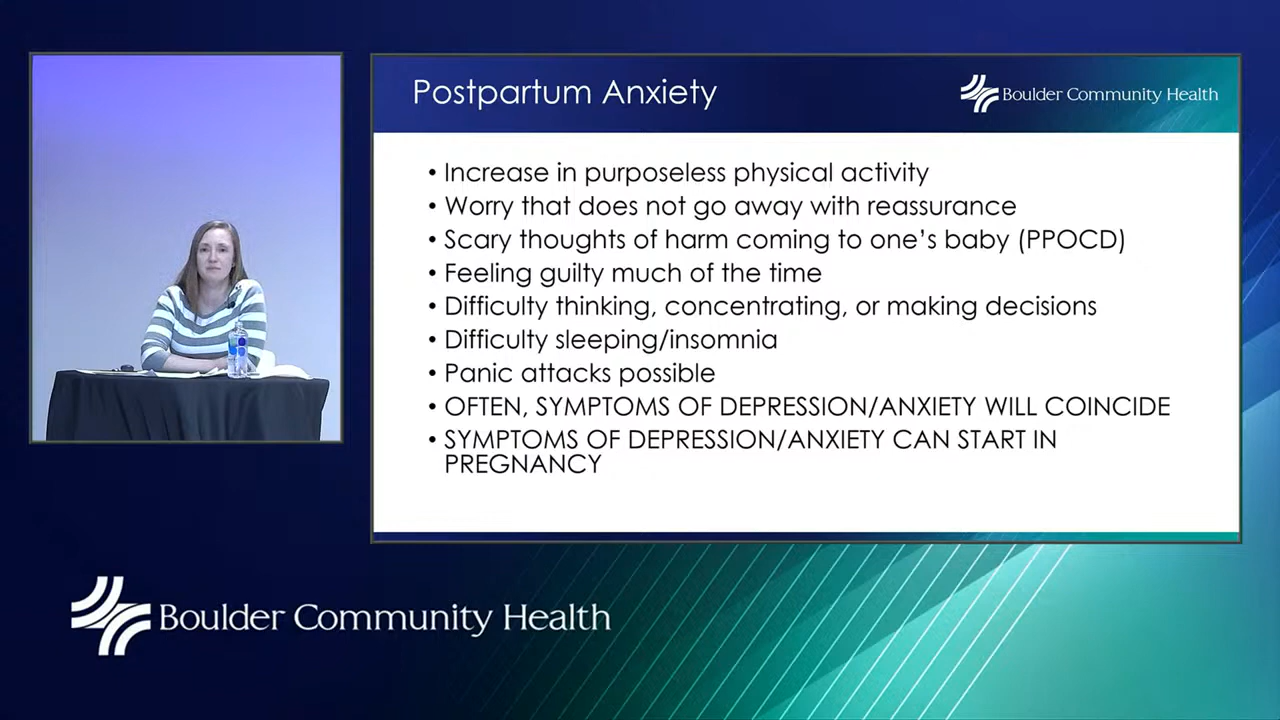 Postpartum Anxiety
Boulder Community Health
• Increase in purposeless physical activity
• Worry that does not go away with reassurance
• Scary thoughts of harm coming to one's baby (PPOCD)
• Feeling guilty much of the time
• Difficulty thinking, concentrating, or making decisions
• Difficulty sleeping/insomnia
• Panic attacks possible
• OFTEN, SYMPTOMS OF DEPRESSION/ANXIETY WILL COINCIDE
• SYMPTOMS OF DEPRESSION/ANXIETY CAN START IN
PREGNANCY
Boulder Community Health